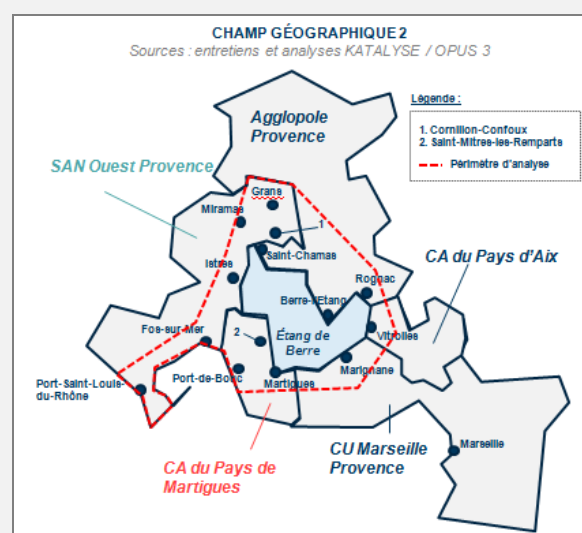 CHAMP GÉOGRAPHIQUE 2
Sources : entretiens et analyses KATALYSE / OPUS 3
Légende :
1. Cornillon-Confoux
2. Saint-Mitres-les-Remparts
Périmètre d'analyse
Agglopole
Provence
SAN Ouest Provence
Grans
Miramas
1
Saint-Chamas
CA du Pays d'Aix
Istres
Rognac
Berre-l'Etang
Fos-sur-Mer
2
Étang de
Berre
Vitrolles
Port-de-Bouc
Martigues
Marignane
Port-Saint-Louis-
du-Rhône
Marseille
CU Marseille
Provence
CA du Pays de
Martigues